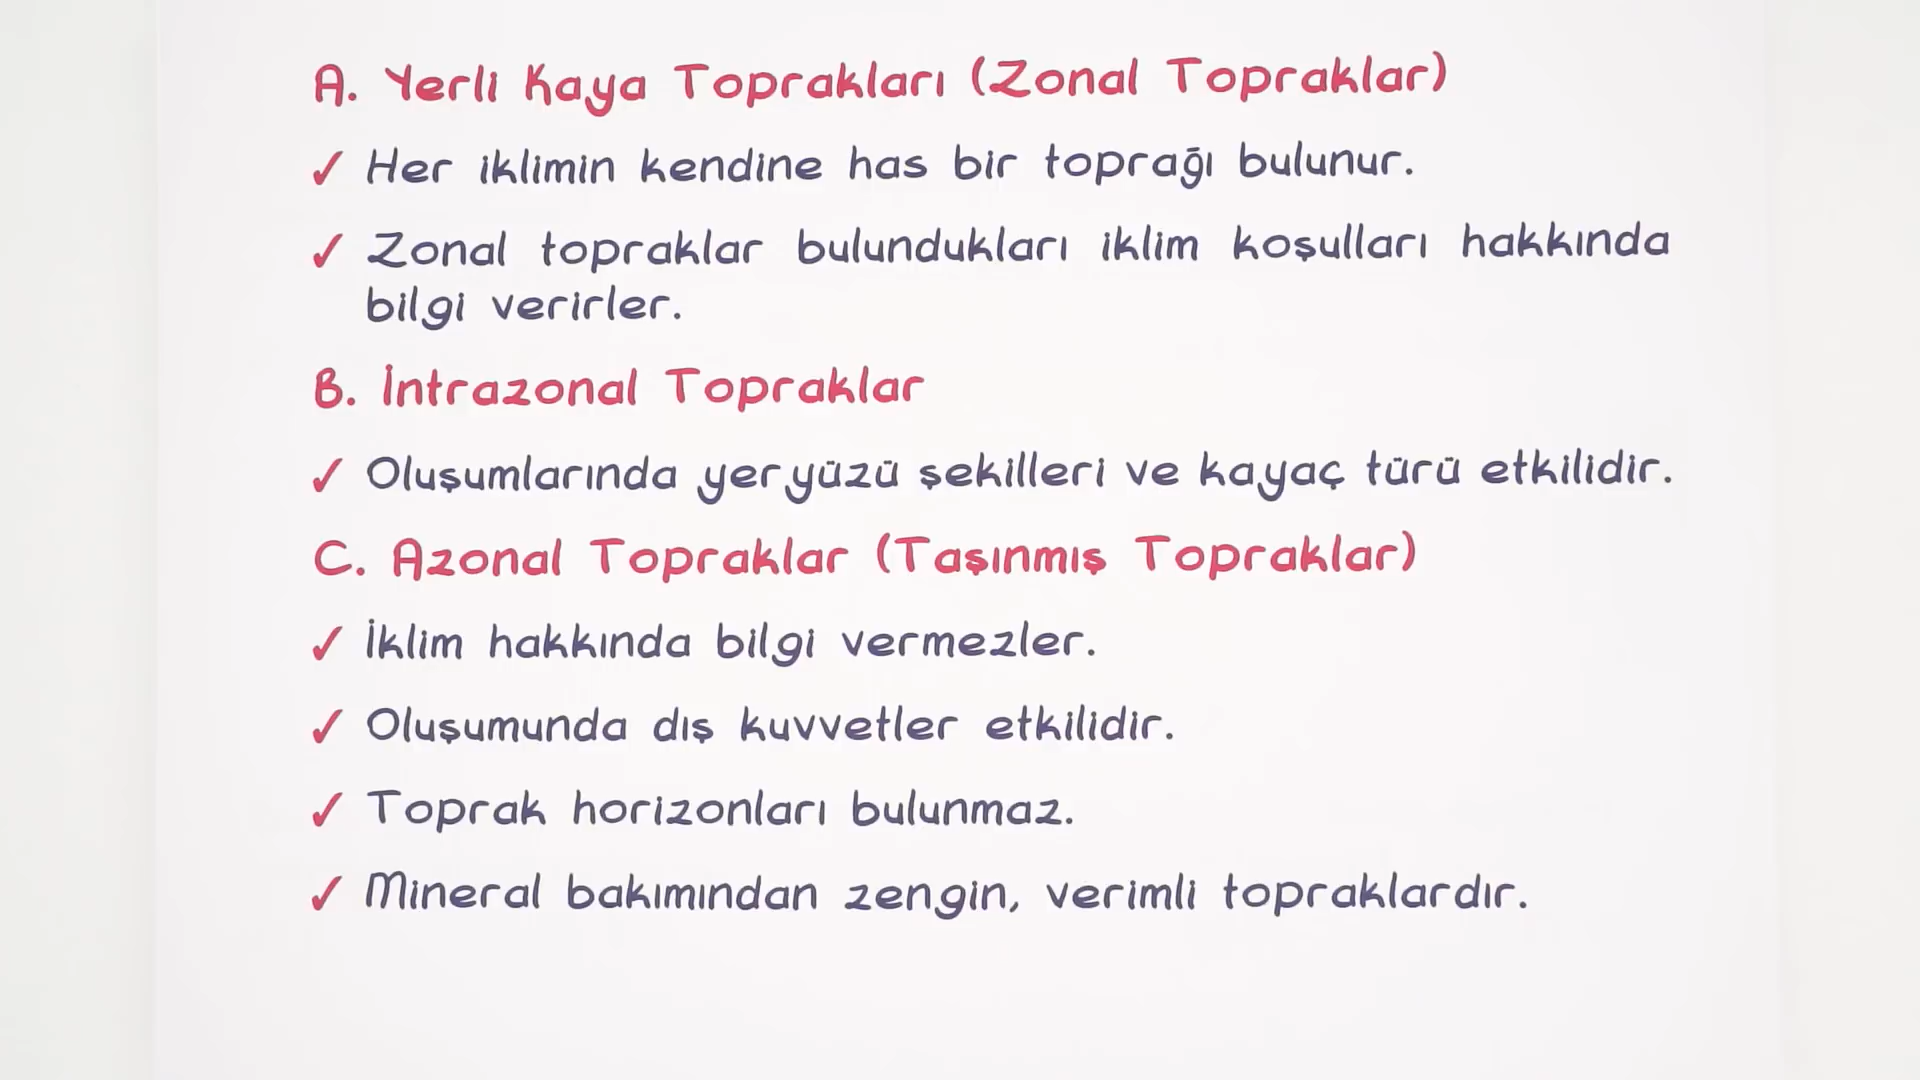 A. Yerli Kaya Toprakları (Zonal Topraklar)
✓ Her iklimin kendine has bir toprağı bulunur.
✓ Zonal topraklar bulundukları iklim koşulları hakkında
bilgi verirler.
B. İntrazonal Topraklar
✓ Oluşumlarında yeryüzü şekilleri ve kayaç türü etkilidir.
C. Azonal Topraklar (Taşınmış Topraklar)
✓ İklim hakkında bilgi vermezler.
✓ Oluşumunda dış kuvvetler etkilidir.
✓ Toprak horizonları bulunmaz.
✓ Mineral bakımından zengin, verimli topraklardır.